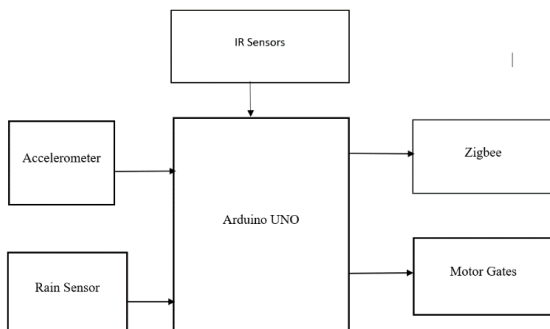 IR Sensors
Accelerometer
Zigbee
Arduino UNO
Rain Sensor
Motor Gates